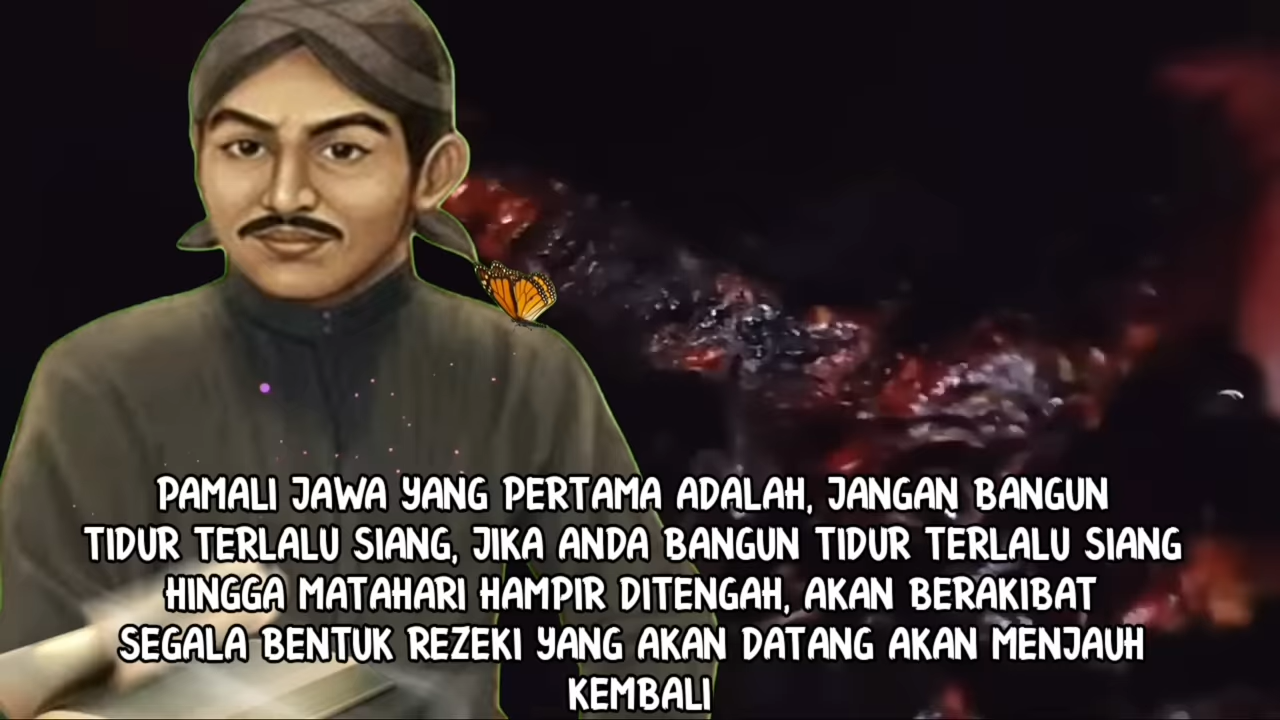 PAMALI JAWA YANG PERTAMA ADALAH, JANGAN BANGUN
TIDUR TERLALU SIANG, JIKA ANDA BANGUN TIDUR TERLALU SIANG
HINGGA MATAHARI HAMPIR DITENGAH, AKAN BERAKIBAT
SEGALA BENTUK REZEKI YANG AKAN DATANG AKAN MENJAUH
KEMBALI